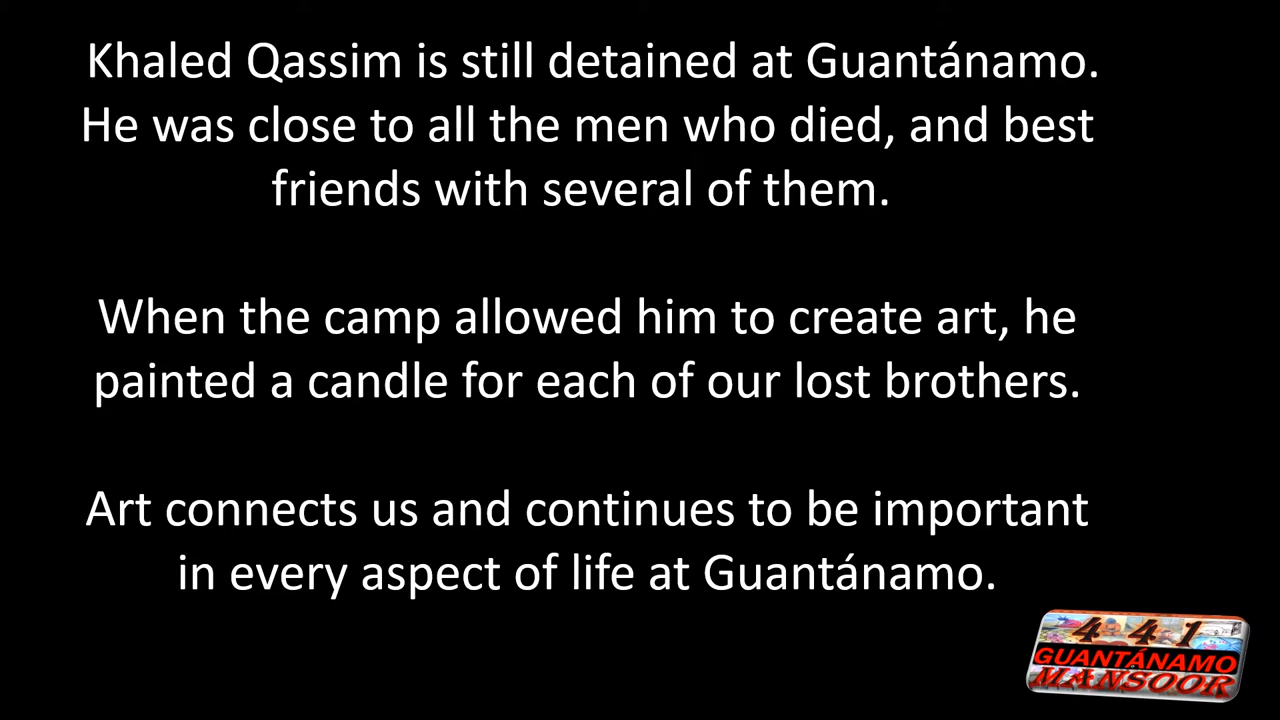 Khaled Qassim is still detained at Guantánamo.
He was close to all the men who died, and best
friends with several of them.
When the camp allowed him to create art, he
painted a candle for each of our lost brothers.
Art connects us and continues to be important
in every aspect of life at Guantánamo.
441
GUANTÁNAMO
MANSOOR